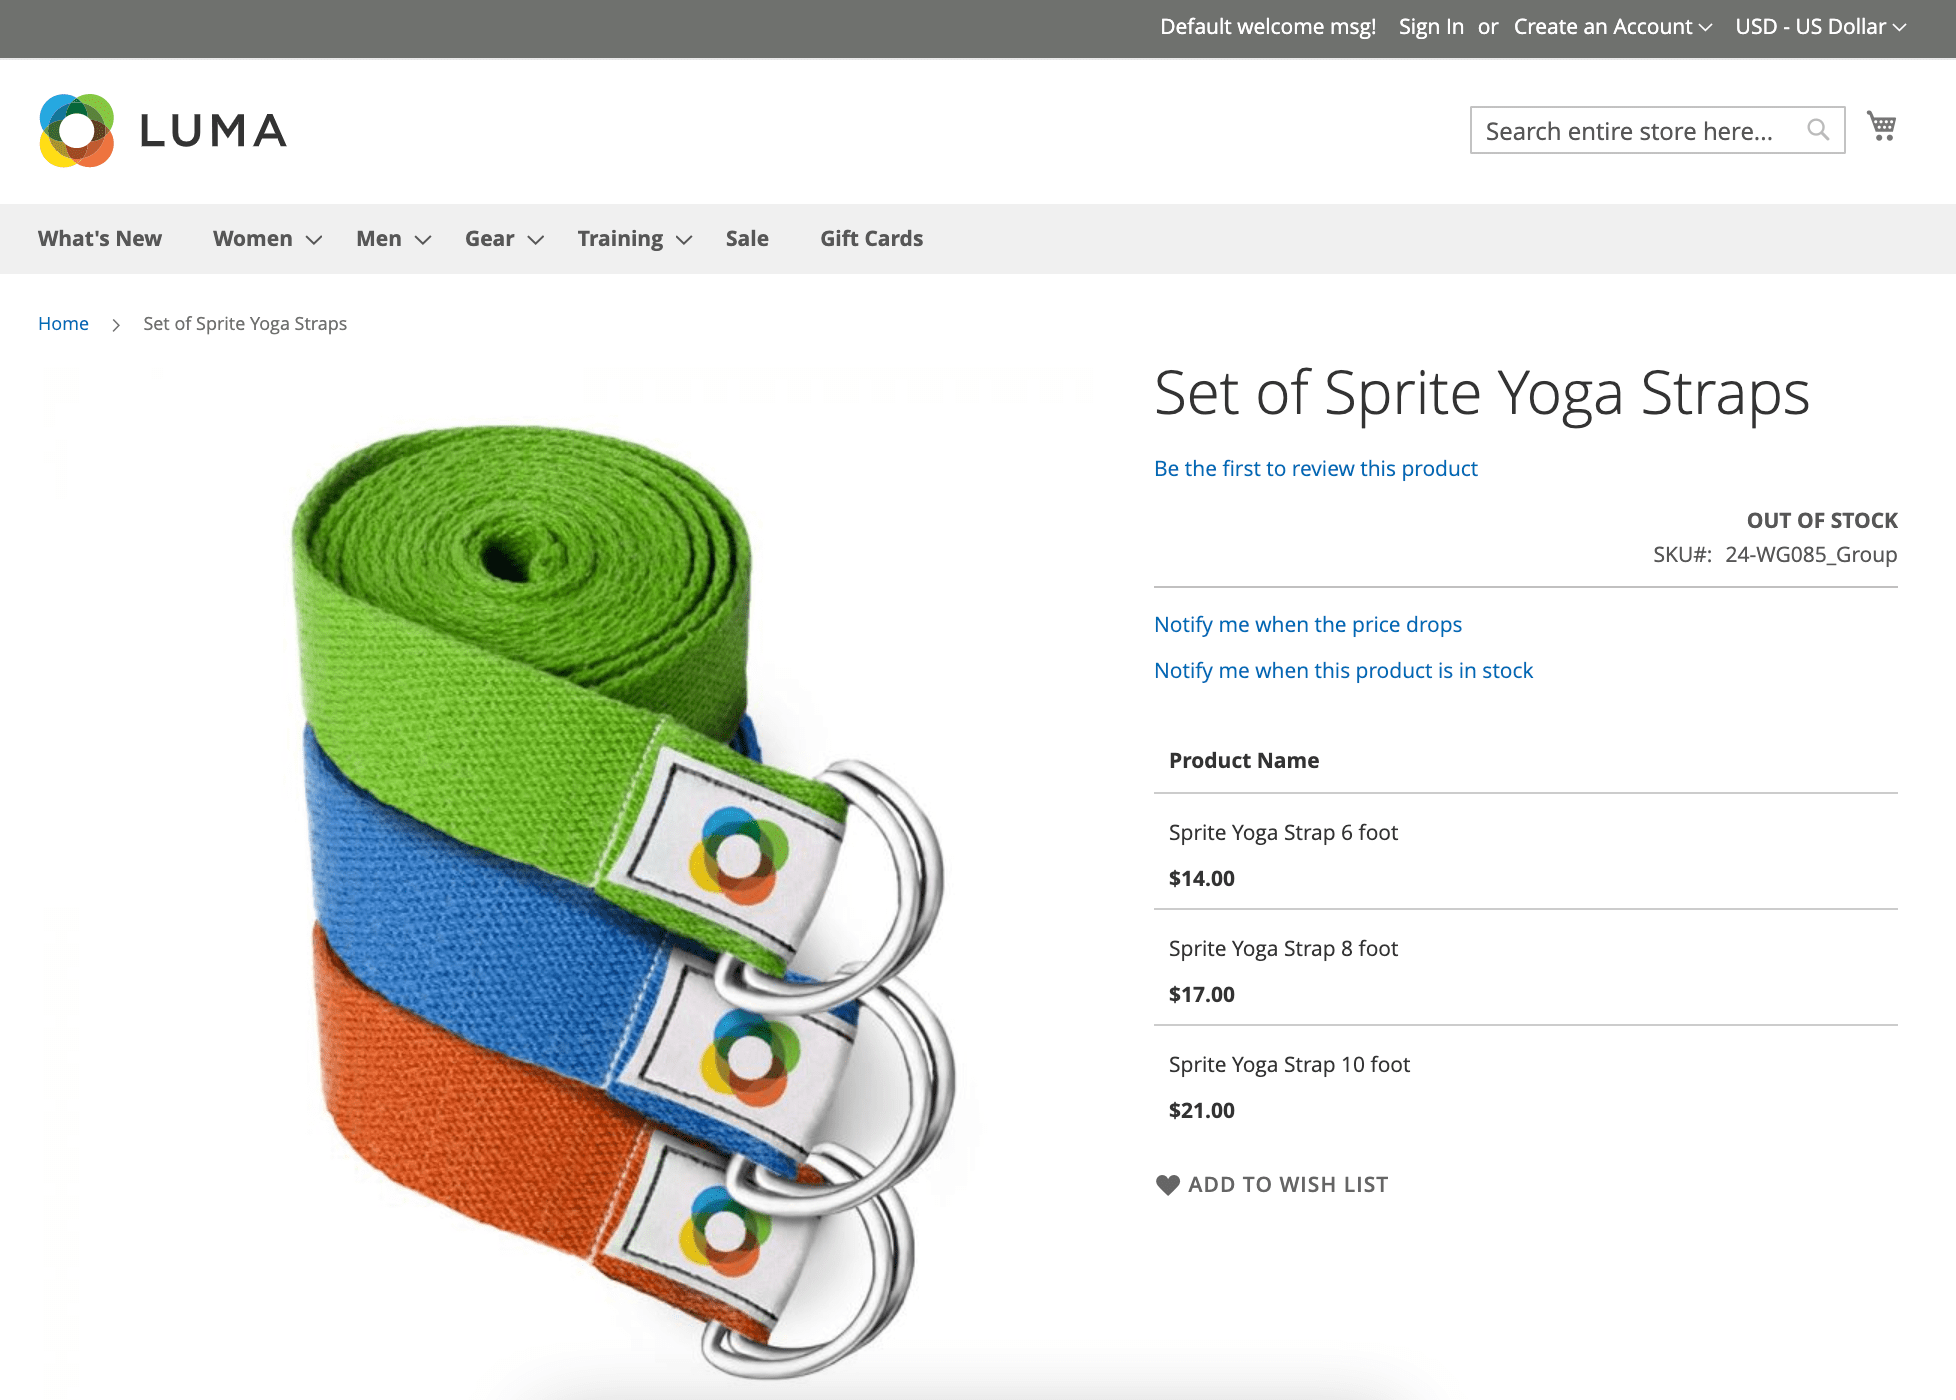 Default welcome msg! Sign In or Create an Account USD - US Dollar
LUMA
Search entire store here...
What's New Women Men Gear Training Sale Gift Cards
Home Set of Sprite Yoga Straps
Set of Sprite Yoga Straps
Be the first to review this product
OUT OF STOCK
SKU#: 24-WG085_Group
Notify me when the price drops
Notify me when this product is in stock
Product Name
Sprite Yoga Strap 6 foot
$14.00
Sprite Yoga Strap 8 foot
$17.00
Sprite Yoga Strap 10 foot
$21.00
ADD TO WISH LIST